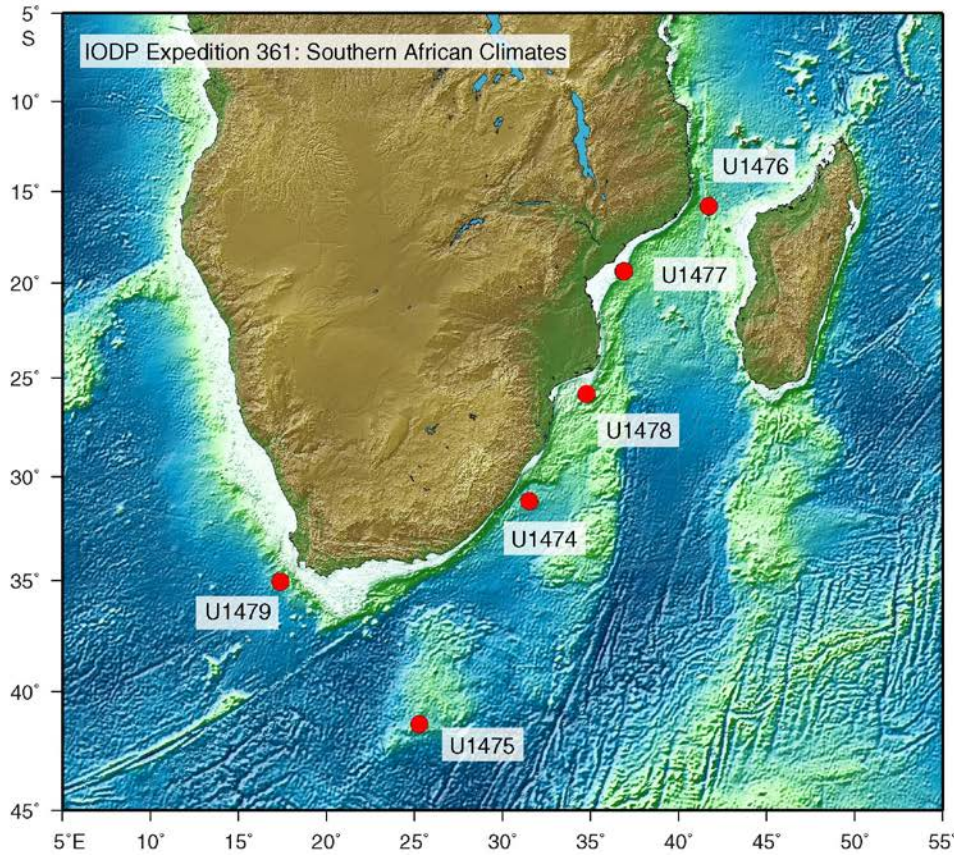 5˚
S
IODP Expedition 361: Southern African Climates
10˚
U1476
15˚
U1477
20˚
25˚
U1478
30˚
U1474
35˚
U1479
40˚
U1475
45˚
5˚E 10˚ 15˚ 20˚ 25˚ 30˚ 35˚ 40˚ 45˚ 50˚ 55˚